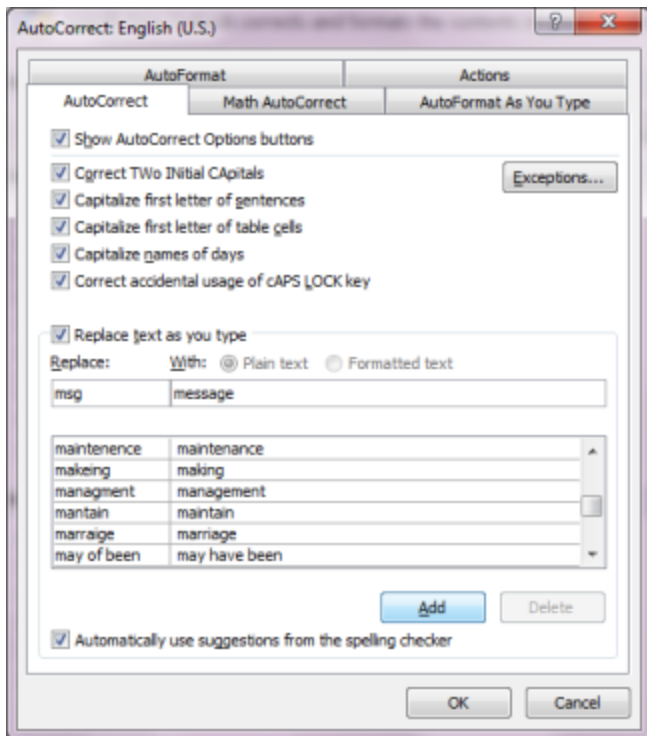 AutoCorrect: English (U.S.)
AutoFormat Actions
AutoCorrect Math AutoCorrect AutoFormat As You Type
Show AutoCorrect Options buttons
Correct TWo INitial CApitals Exceptions...
Capitalize first letter of sentences
Capitalize first letter of table cells
Capitalize names of days
Correct accidental usage of cAPS LOCK key
Replace text as you type
Replace: With: Plain text Formatted text
msg message
maintenence maintenance
makeing making
managment management
mantain maintain
marraige marriage
may of been may have been
Add Delete
Automatically use suggestions from the spelling checker
OK Cancel